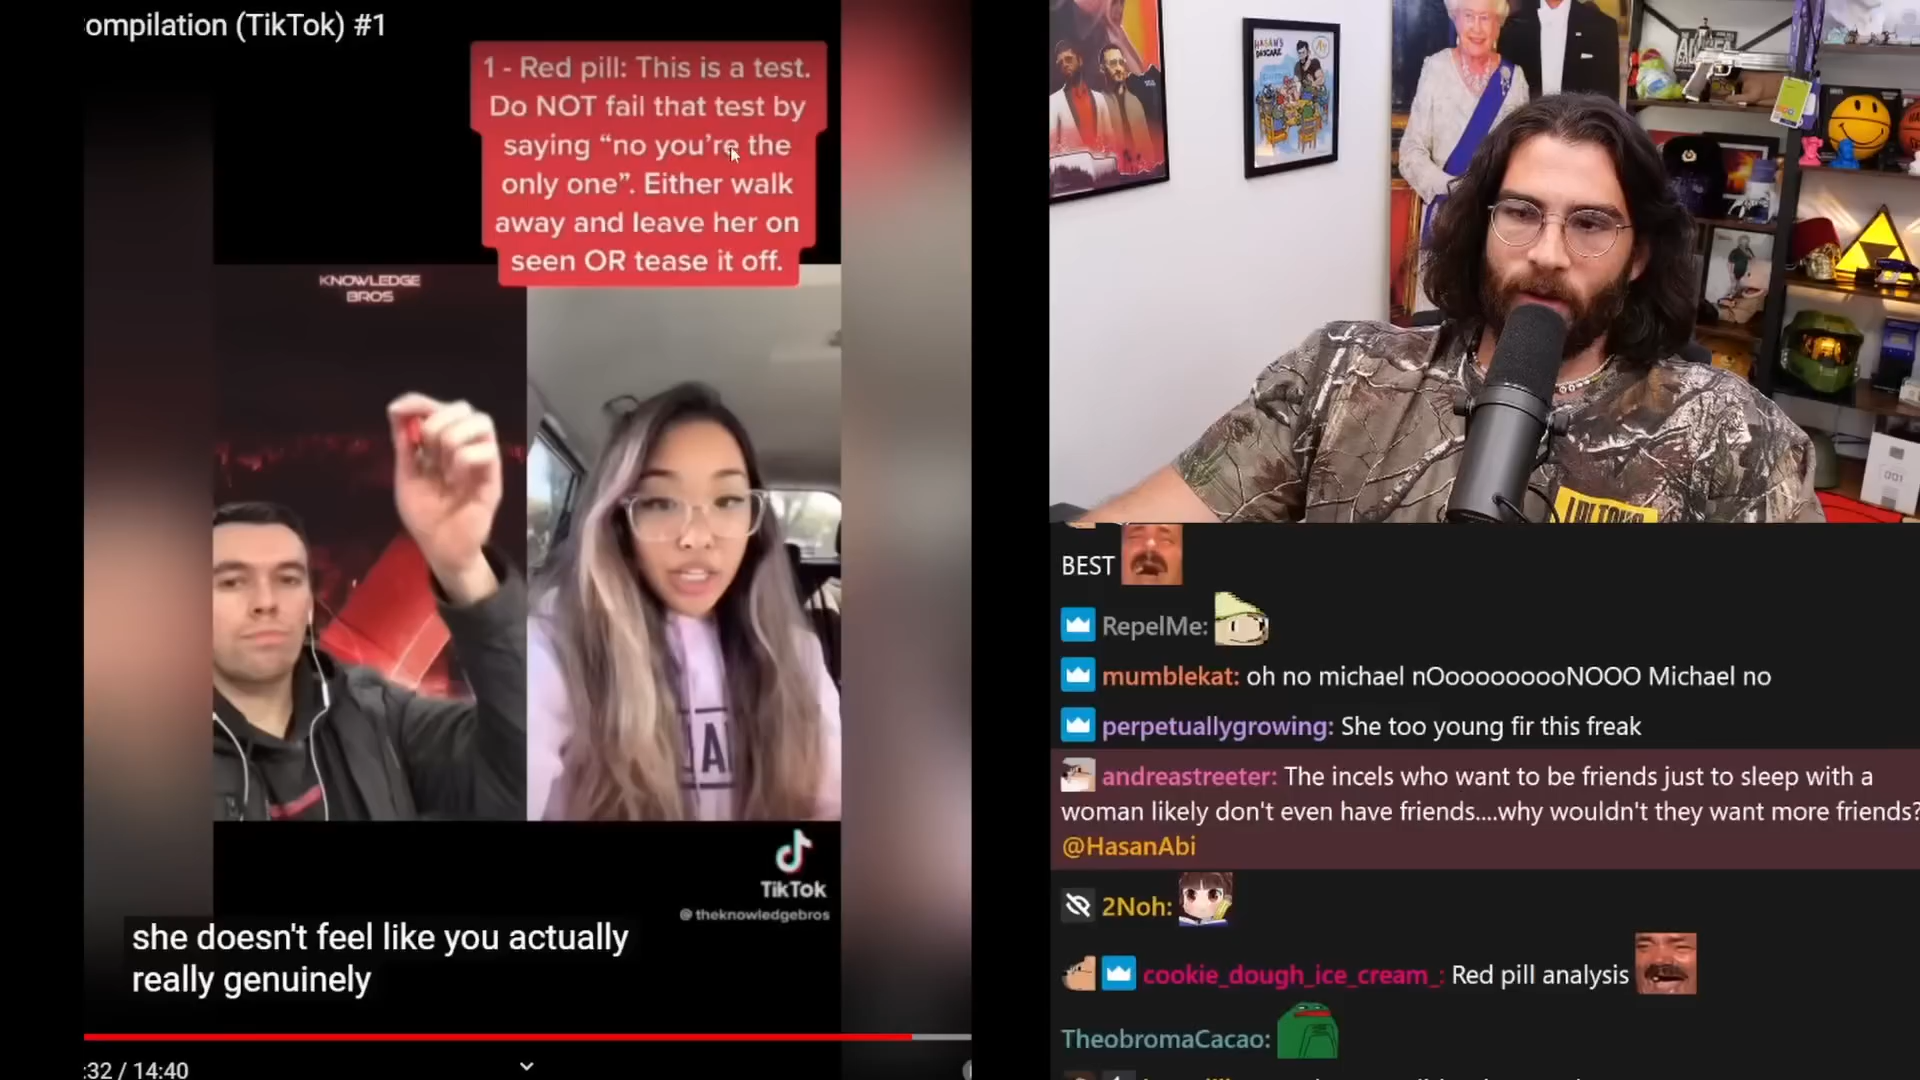 ompilation (TikTok) #1
1 - Red pill: This is a test.
Do NOT fail that test by
saying “no you’re the
only one”. Either walk
away and leave her on
seen OR tease it off.
KNOWLEDGE
BROS
TikTok
@theknowledgebros
she doesn't feel like you actually
really genuinely
:32 / 14:40
HASAN'S
001
BEST
RepelMe:
mumblekat: oh no michael nOooooooooNOOO Michael no
perpetuallygrowing: She too young fir this freak
andreastreeter: The incels who want to be friends just to sleep with a
woman likely don't even have friends....why wouldn't they want more friends?
@HasanAbi
2Noh:
cookie_dough_ice_cream_: Red pill analysis
TheobromaCacao: